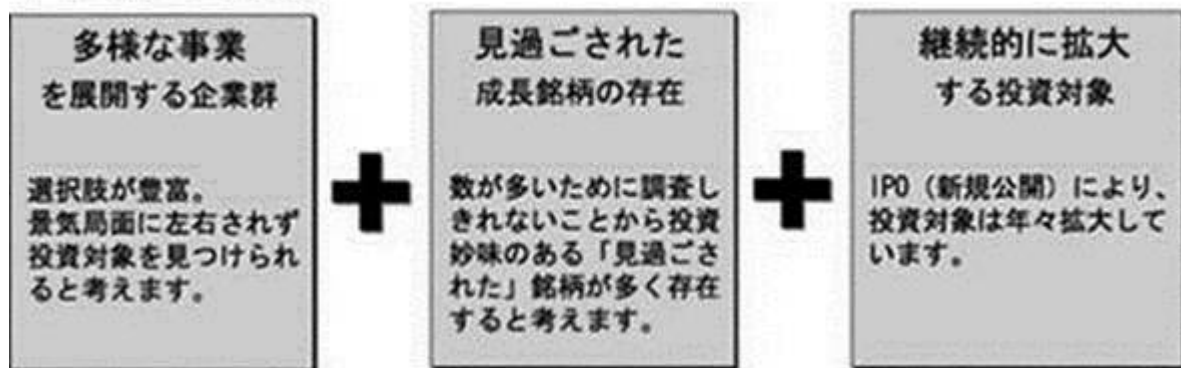 多様な事業
を展開する企業群
選択肢が豊富。
景気局面に左右されず
投資対象を見つけられ
ると考えます。
見過ごされた
成長銘柄の存在
数が多いために調査し
きれないことから投資
妙味のある「見過ごさ
れた」銘柄が多く存在
すると考えます。
継続的に拡大
する投資対象
IPO（新規公開）により、
投資対象は年々拡大して
います。